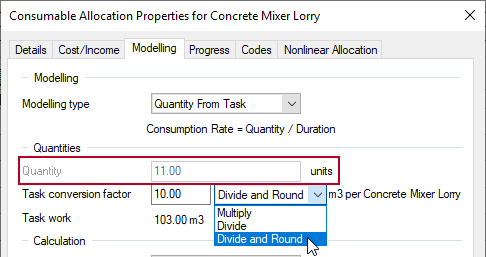 Consumable Allocation Properties for Concrete Mixer Lorry
Details Cost/Income Modelling Progress Codes Nonlinear Allocation
Modelling
Modelling type Quantity From Task
Consumption Rate = Quantity / Duration
Quantities
Quantity 11.00 units
Task conversion factor 10.00 Divide and Round m3 per Concrete Mixer Lorry
Multiply
Task work 103.00 m3 Divide
Divide and Round
Calculation